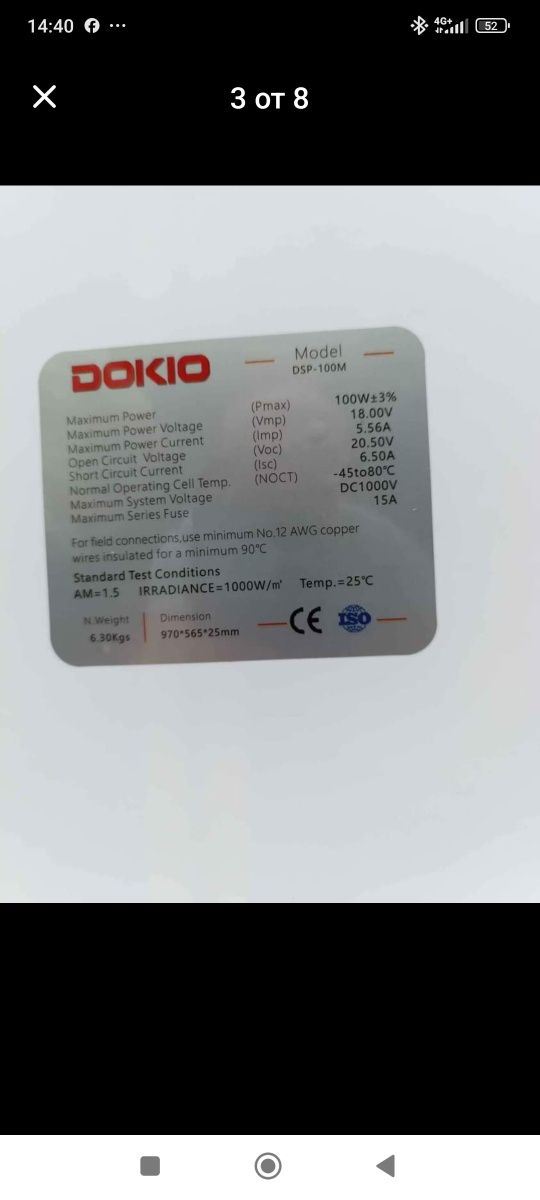 14:40
4G+
52
3 от 8
DOKIO
Model
DSP-100M
Maximum Power (Pmax) 100W±3%
Maximum Power Voltage (Vmp) 18.00V
Maximum Power Current (Imp) 5.56A
Open Circuit Voltage (Voc) 20.50V
Short Circuit Current (Isc) 6.50A
Normal Operating Cell Temp. (NOCT) -45to80℃
Maximum System Voltage DC1000V
Maximum Series Fuse 15A
For field connections,use minimum No.12 AWG copper
wires insulated for a minimum 90℃
Standard Test Conditions
AM=1.5 IRRADIANCE=1000W/㎡ Temp.=25℃
N.Weight
6.30Kgs
Dimension
970*565*25mm
CE
ISO